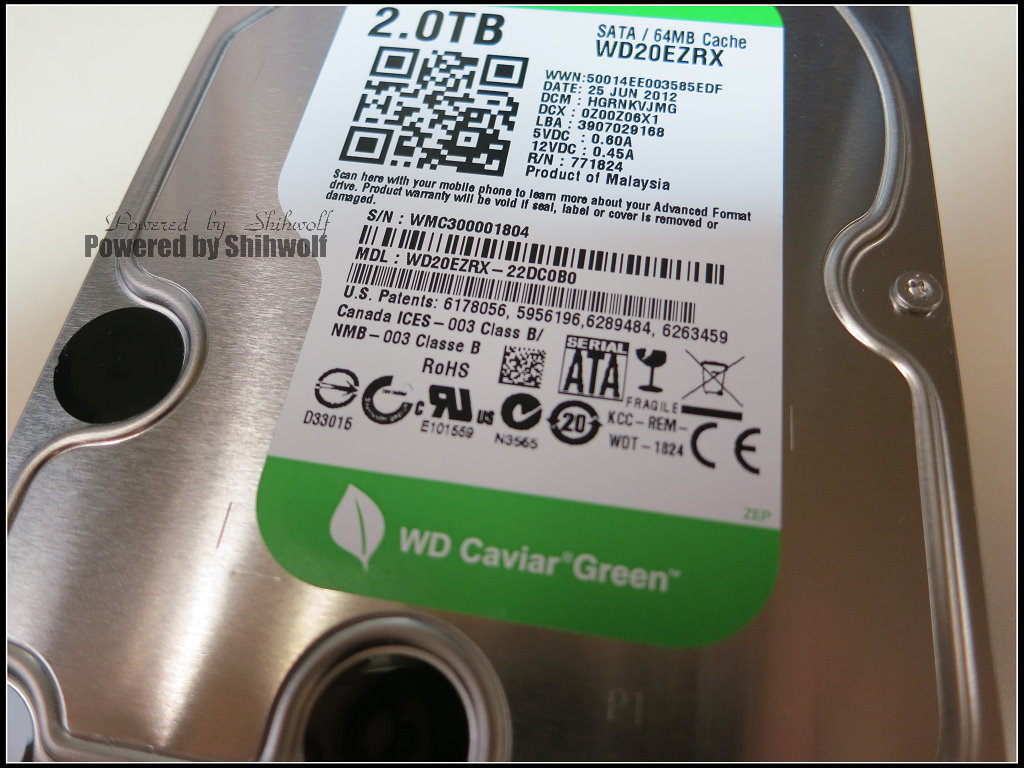 2.0TB
SATA / 64MB Cache
WD20EZRX
WWN:50014EE003585EDF
DATE: 25 JUN 2012
DCM : HGRNKVJMG
DCX : 0Z00Z06X1
LBA : 3907029168
5VDC : 0.60A
12VDC : 0.45A
R/N : 771824
Product of Malaysia
Scan here with your mobile phone to learn more about your Advanced Format
drive. Product warranty will be void if seal, label or cover is removed or
damaged.
Powered by Shihwolf
Powered by Shihwolf
S/N : WMC300001804
MDL : WD20EZRX-22DC0B0
U.S. Patents: 6178056, 5956196,6289484, 6263459
Canada ICES-003 Class B/
NMB-003 Classe B
RoHS
SERIAL
ATA
FRAGILE
D33015
c UR US
E101559
N3565
20
KCC-REM-
WDT-1824
CE
ZEP
WD Caviar®Green™
P1